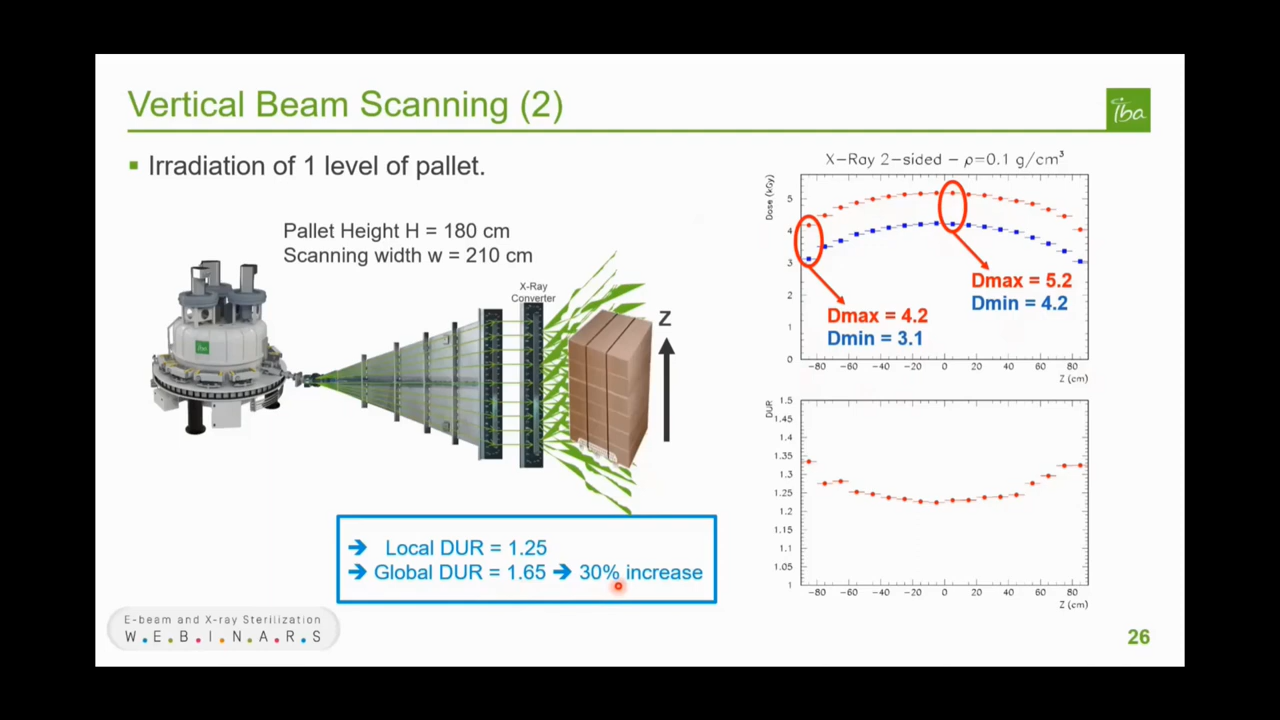 Vertical Beam Scanning (2)
iba
Irradiation of 1 level of pallet.
Pallet Height H = 180 cm
Scanning width w = 210 cm
X-Ray
Converter
Z
➔ Local DUR = 1.25
➔ Global DUR = 1.65 ➔ 30% increase
X-Ray 2-sided - ρ=0.1 g/cm³
Dose (kGy)
5
4
3
2
1
0
Dmax = 5.2
Dmin = 4.2
Dmax = 4.2
Dmin = 3.1
-80 -60 -40 -20 0 20 40 60 80
Z (cm)
DUR
1.5
1.45
1.4
1.35
1.3
1.25
1.2
1.15
1.1
1.05
1
-80 -60 -40 -20 0 20 40 60 80
Z (cm)
E-beam and X-ray Sterilization
W.E.B.I.N.A.R.S
26